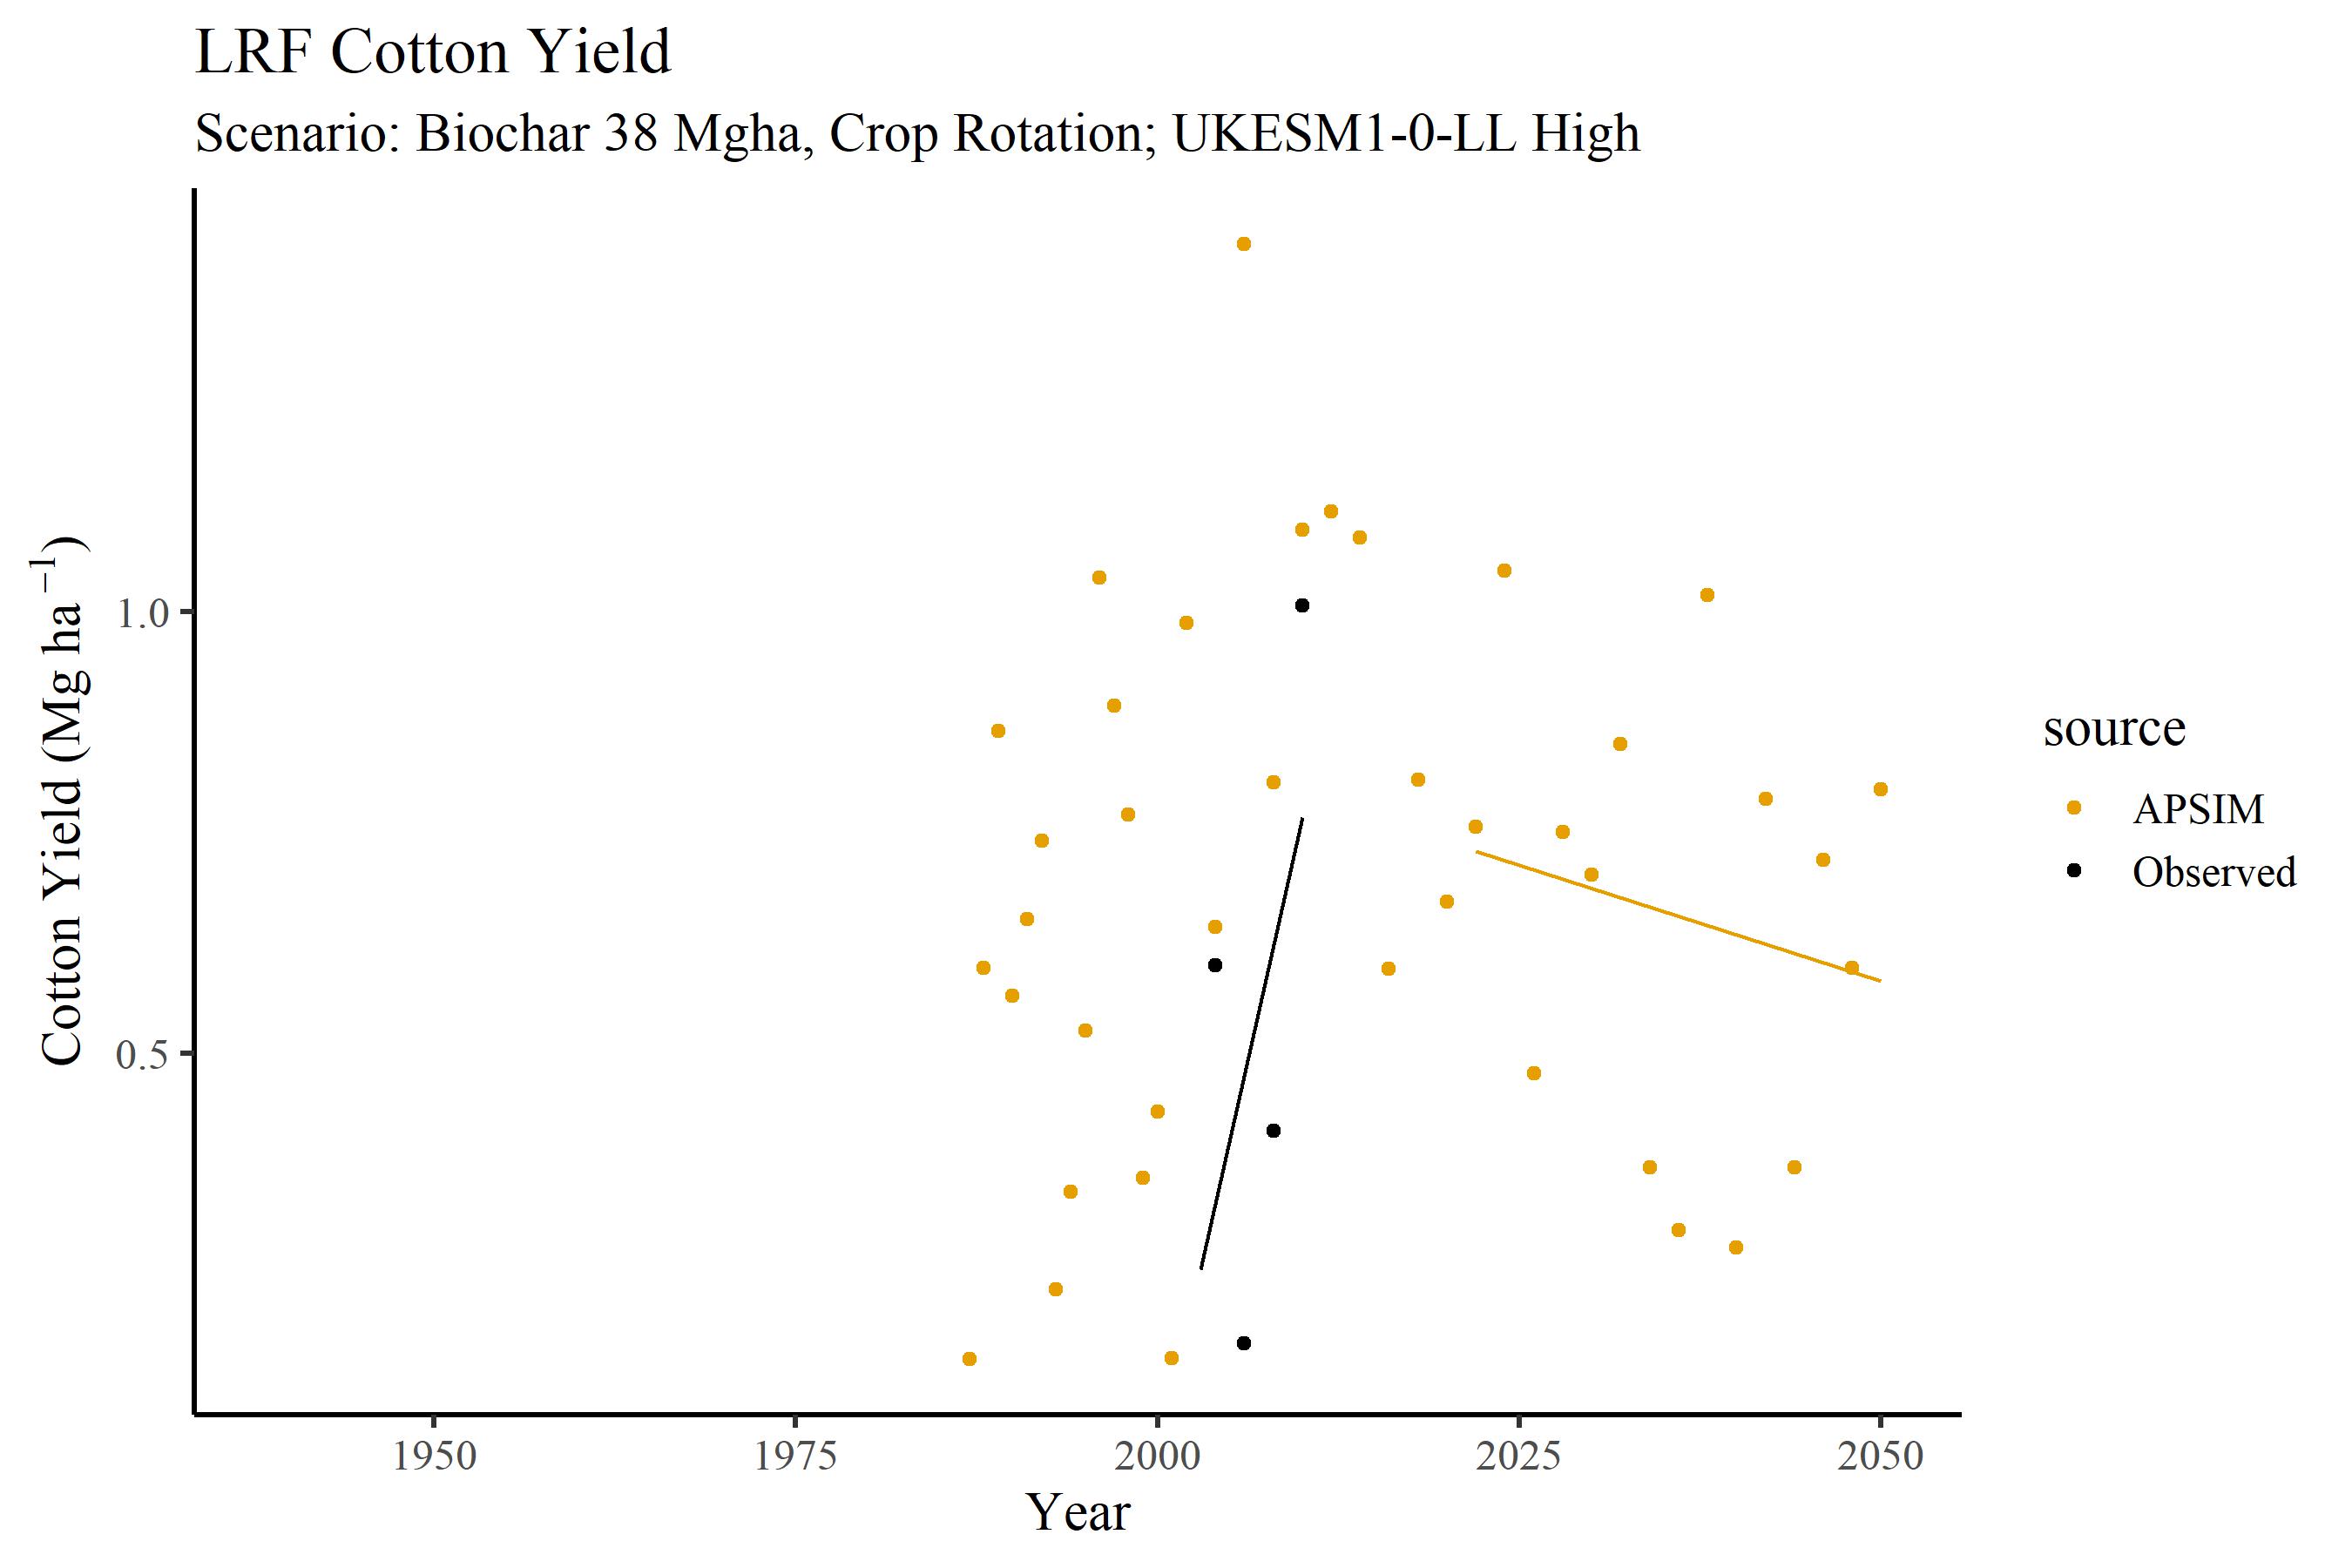 LRF Cotton Yield
Scenario: Biochar 38 Mgha, Crop Rotation; UKESM1-0-LL High
Cotton Yield (Mg ha −1)
1.0
0.5
1950 1975 2000 2025 2050
Year
source
APSIM
Observed